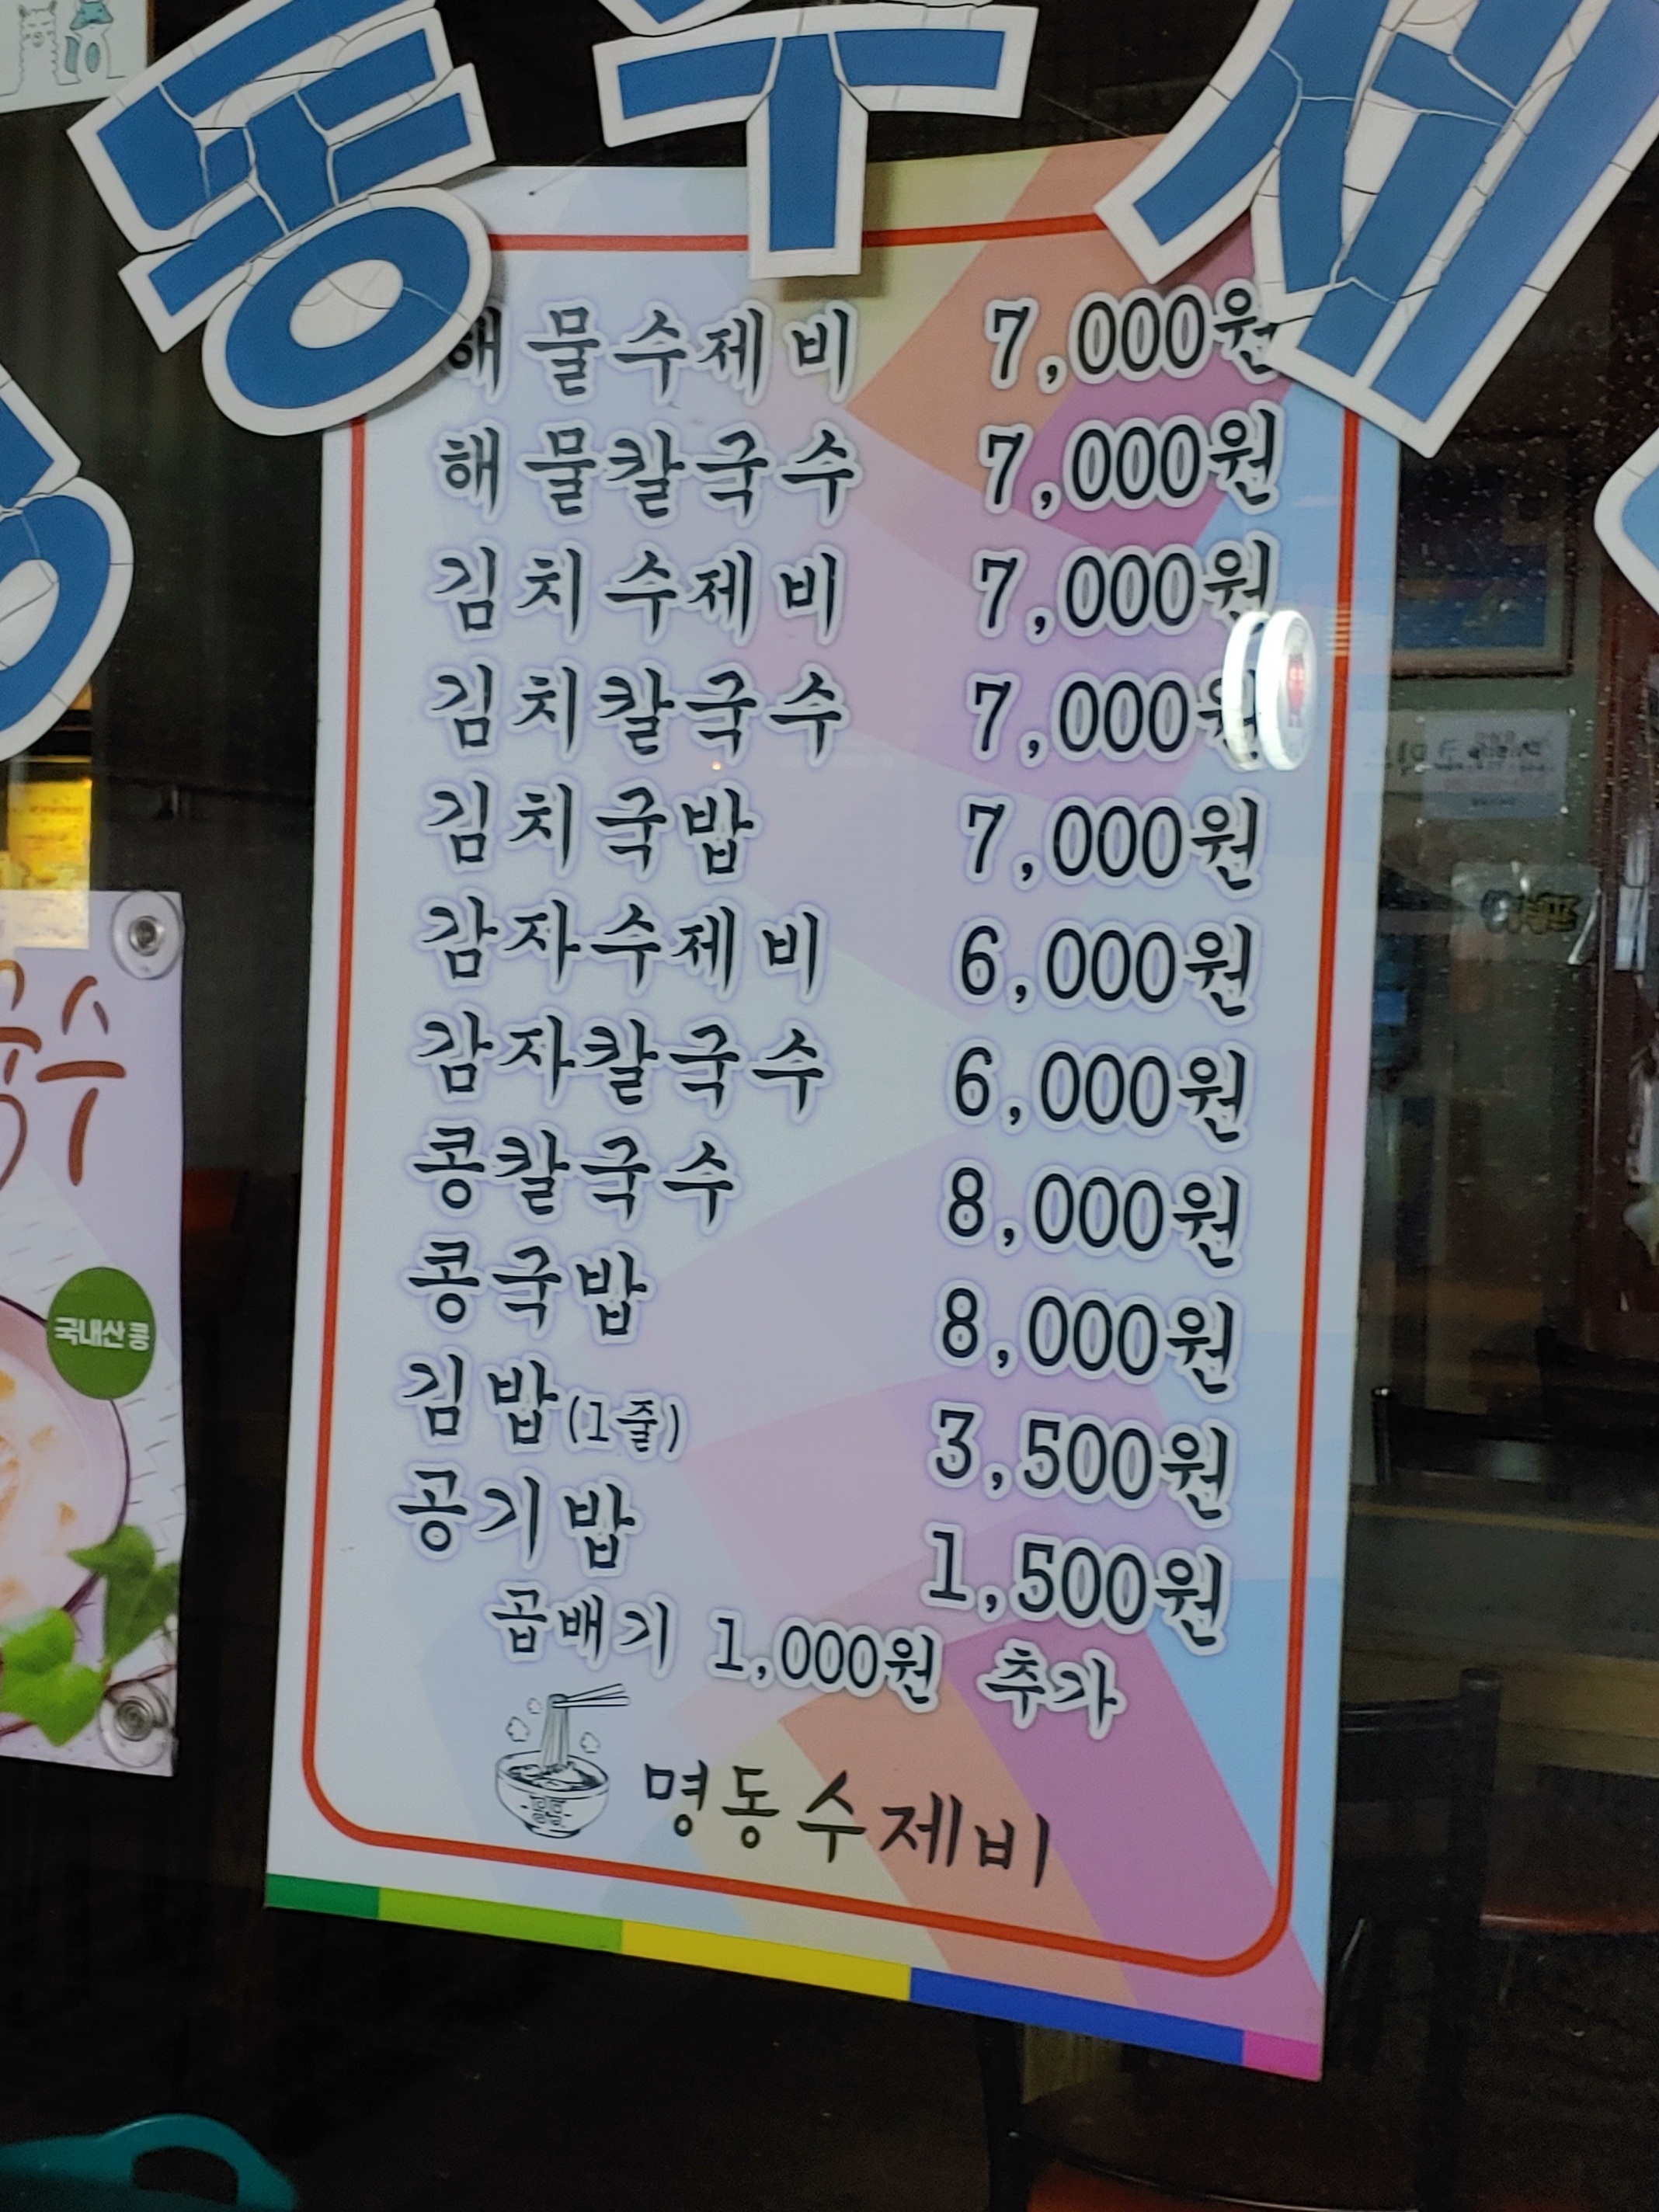 동수제
해물수제비 7,000원
해물칼국수 7,000원
김치수제비 7,000원
김치칼국수 7,000원
김치국밥 7,000원
감자수제비 6,000원
감자칼국수 6,000원
콩칼국수 8,000원
콩국밥 8,000원
김밥(1줄) 3,500원
공기밥 1,500원
곱배기 1,000원 추가
명동수제비
국내산 콩